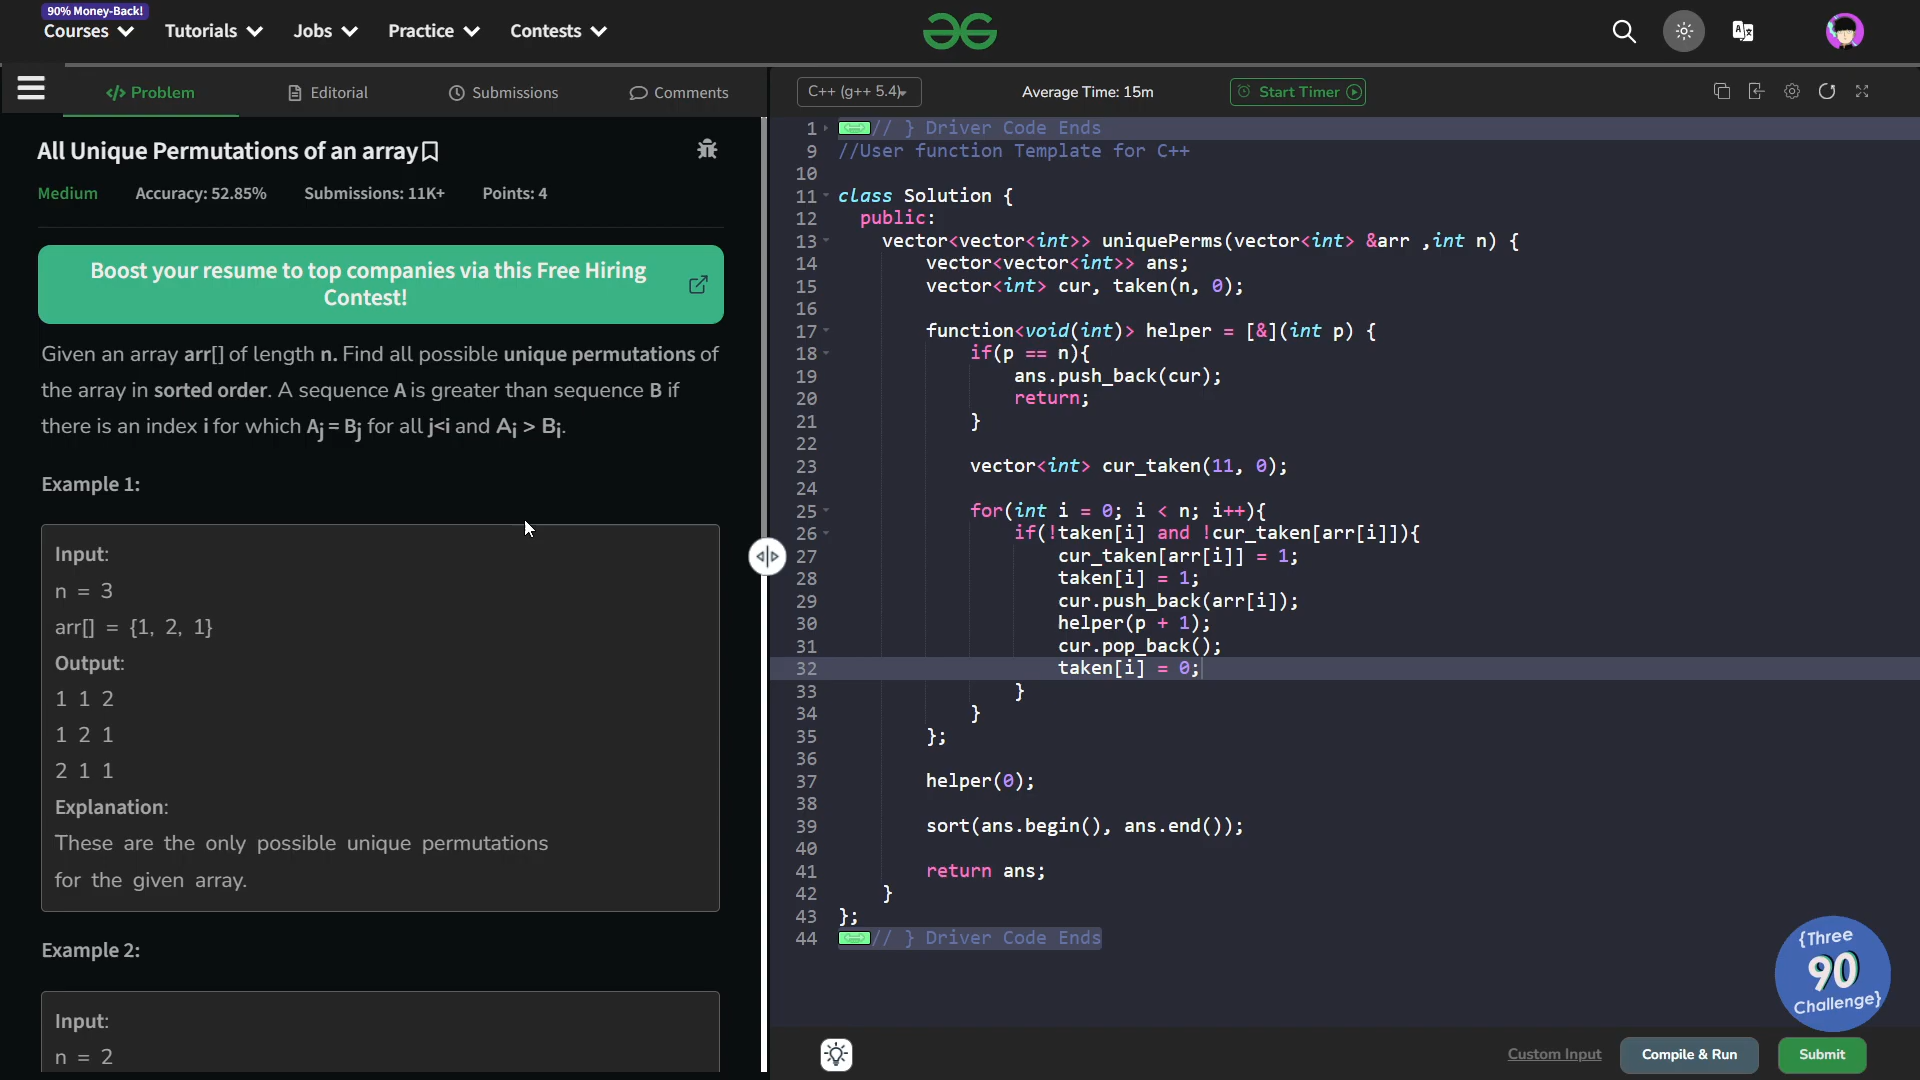 90% Money-Back!
Courses Tutorials Jobs Practice Contests
Problem Editorial Submissions Comments
All Unique Permutations of an array
Medium Accuracy: 52.85% Submissions: 11K+ Points: 4
Boost your resume to top companies via this Free Hiring
Contest!
Given an array arr[] of length n. Find all possible unique permutations of
the array in sorted order. A sequence A is greater than sequence B if
there is an index i for which Aj = Bj for all j<i and Ai > Bi.
Example 1:
Input:
n = 3
arr[] = {1, 2, 1}
Output:
1 1 2
1 2 1
2 1 1
Explanation:
These are the only possible unique permutations
for the given array.
Example 2:
Input:
n = 2
C++ (g++ 5.4) Average Time: 15m Start Timer
1 // } Driver Code Ends
9 //User function Template for C++
10
11 class Solution {
12 public:
13 vector<vector<int>> uniquePerms(vector<int> &arr ,int n) {
14 vector<vector<int>> ans;
15 vector<int> cur, taken(n, 0);
16
17 function<void(int)> helper = [&](int p) {
18 if(p == n){
19 ans.push_back(cur);
20 return;
21 }
22
23 vector<int> cur_taken(11, 0);
24
25 for(int i = 0; i < n; i++){
26 if(!taken[i] and !cur_taken[arr[i]]){
27 cur_taken[arr[i]] = 1;
28 taken[i] = 1;
29 cur.push_back(arr[i]);
30 helper(p + 1);
31 cur.pop_back();
32 taken[i] = 0;
33 }
34 }
35 };
36
37 helper(0);
38
39 sort(ans.begin(), ans.end());
40
41 return ans;
42 }
43 };
44 // } Driver Code Ends
{Three
90
Challenge}
Custom Input Compile & Run Submit